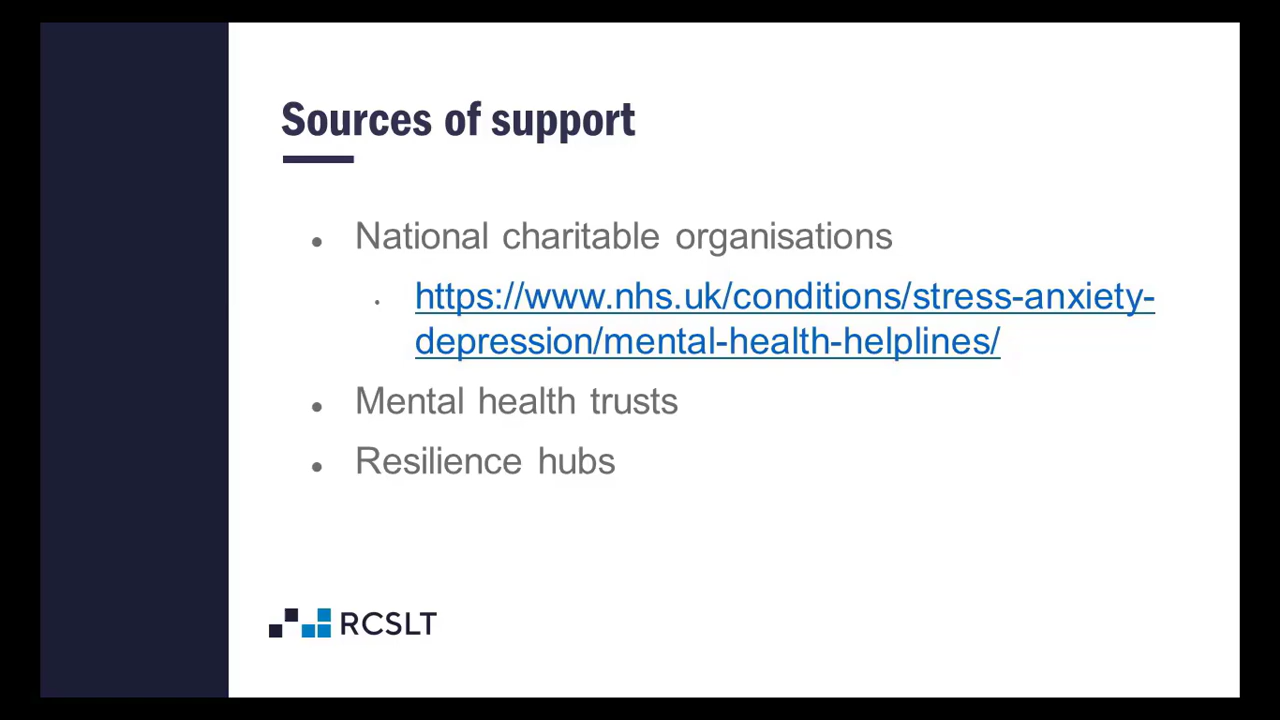 Sources of support
National charitable organisations
https://www.nhs.uk/conditions/stress-anxiety-
depression/mental-health-helplines/
Mental health trusts
Resilience hubs
RCSLT